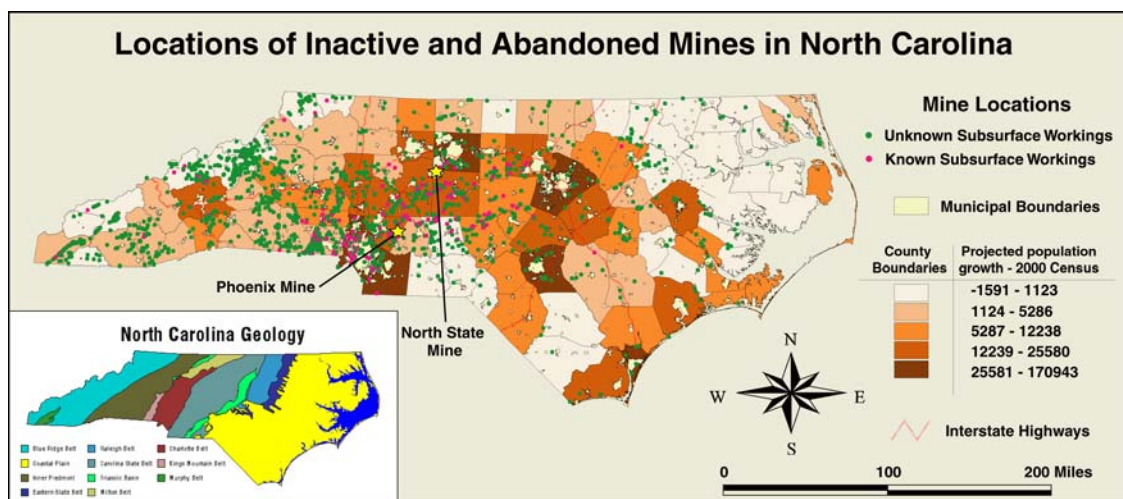 Locations of Inactive and Abandoned Mines in North Carolina
Mine Locations
Unknown Subsurface Workings
Known Subsurface Workings
Municipal Boundaries
County
Boundaries
Projected population
growth - 2000 Census
-1591 - 1123
1124 - 5286
5287 - 12238
12239 - 25580
25581 - 170943
Interstate Highways
Phoenix Mine
North State
Mine
N
W
E
S
0
100
200 Miles
North Carolina Geology
Blue Ridge Belt
Raleigh Belt
Charlotte Belt
Coastal Plain
Carolina Slate Belt
Kings Mountain Belt
Inner Piedmont
Triassic Basin
Murphy Belt
Eastern Slate Belt
Milton Belt